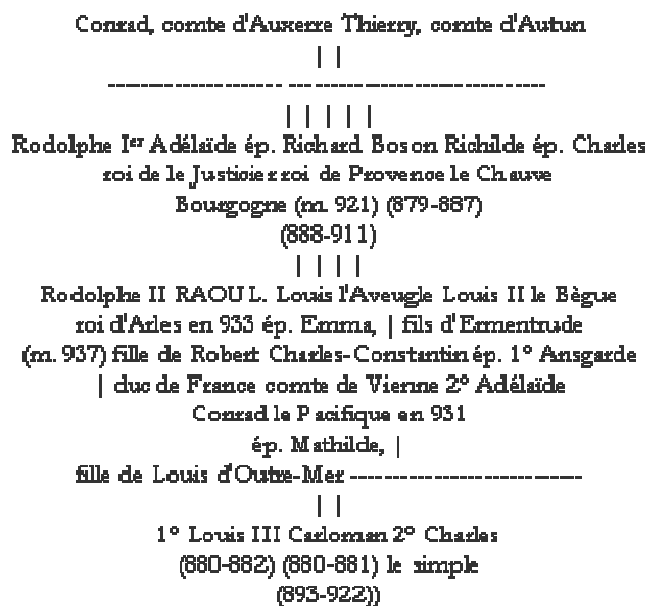 Conrad, comte d'Auxerre Thierry, comte d'Autun
| |
--------------------- --- -----------------------------
| | | | |
Rodolphe Ier Adélaïde ép. Richard Boson Richilde ép. Charles
roi de le Justicier roi de Provence le Chauve
Bourgogne (m. 921) (879-887)
(888-911)
| | | |
Rodolphe II RAOUL. Louis l'Aveugle Louis II le Bègue
roi d'Arles en 933 ép. Emma, | fils d'Ermentrude
(m. 937) fille de Robert Charles-Constantin ép. 1° Ansgarde
| duc de France comte de Vienne 2° Adélaïde
Conrad le Pacifique en 931
ép. Mathilde, |
fille de Louis d'Outre-Mer ----------------------------
| |
1° Louis III Carloman 2° Charles
(880-882) (880-881) le simple
(893-922))